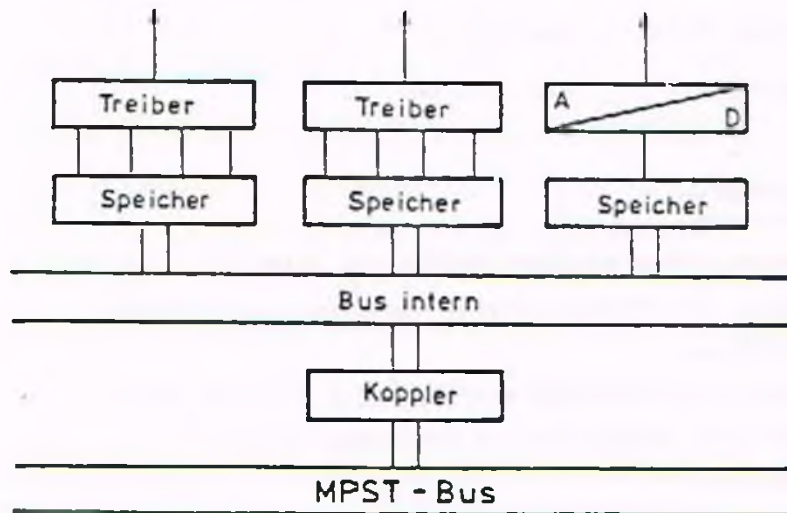 Treiber
Treiber
A
D
Speicher
Speicher
Speicher
Bus intern
Koppler
MPST - Bus